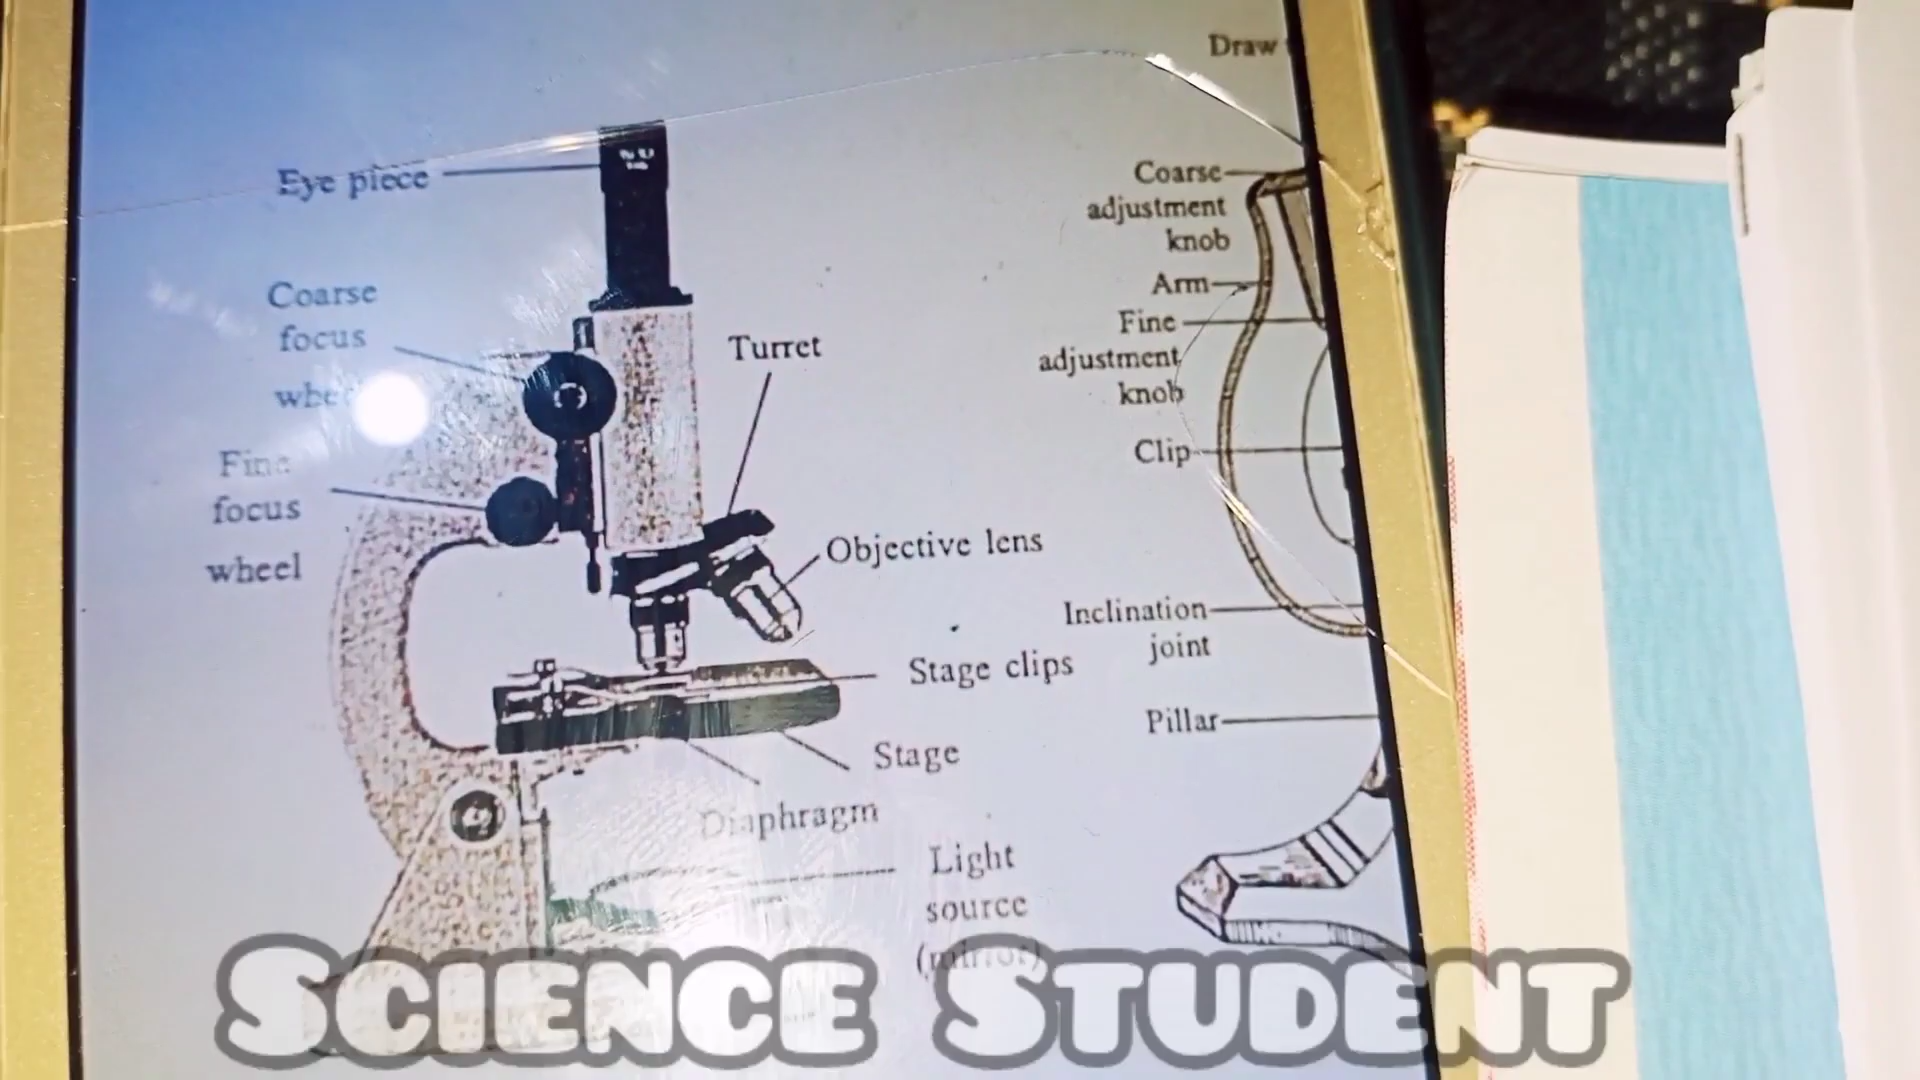 Draw
Eye piece
Coarse
focus
Fine
focus
wheel
Turret
Objective lens
Stage clips
Stage
Diaphragm
Light
source
(mirror)
Coarse
adjustment
knob
Arm
Fine
adjustment
knob
Clip
Inclination
joint
Pillar
SCIENCE STUDENT